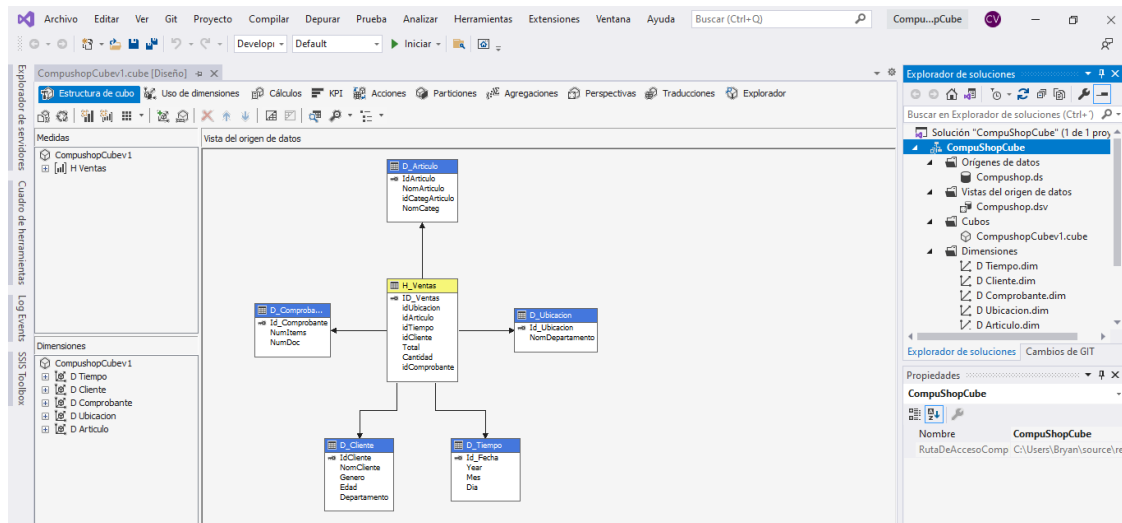 Archivo Editar Ver Git Proyecto Compilar Depurar Prueba Analizar Herramientas Extensiones Ventana Ayuda Buscar (Ctrl+Q) Compu...pCube CV
Developi Default Iniciar
Explorador de servidores
Cuadro de herramientas
Log Events
SSIS Toolbox
CompushopCubev1.cube [Diseño]
Estructura de cubo Uso de dimensiones Cálculos KPI Acciones Particiones Agregaciones Perspectivas Traducciones Explorador
Medidas
CompushopCubev1
H Ventas
Dimensiones
CompushopCubev1
D Tiempo
D Cliente
D Comprobante
D Ubicacion
D Articulo
Vista del origen de datos
D_Articulo
IdArticulo
NomArticulo
idCategArticulo
NomCateg
H_Ventas
ID_Ventas
idUbicacion
idArticulo
idTiempo
idCliente
Total
Cantidad
idComprobante
D_Comproba...
Id_Comprobante
NumItems
NumDoc
D_Ubicacion
Id_Ubicacion
NomDepartamento
D_Cliente
IdCliente
NomCliente
Genero
Edad
Departamento
D_Tiempo
Id_Fecha
Year
Mes
Dia
Explorador de soluciones
Buscar en Explorador de soluciones (Ctrl+´)
Solución "CompuShopCube" (1 de 1 proy
CompuShopCube
Orígenes de datos
Compushop.ds
Vistas del origen de datos
Compushop.dsv
Cubos
CompushopCubev1.cube
Dimensiones
D Tiempo.dim
D Cliente.dim
D Comprobante.dim
D Ubicacion.dim
D Articulo.dim
Explorador de soluciones Cambios de GIT
Propiedades
CompuShopCube
Nombre CompuShopCube
RutaDeAccesoComp C:\Users\Bryan\source\re